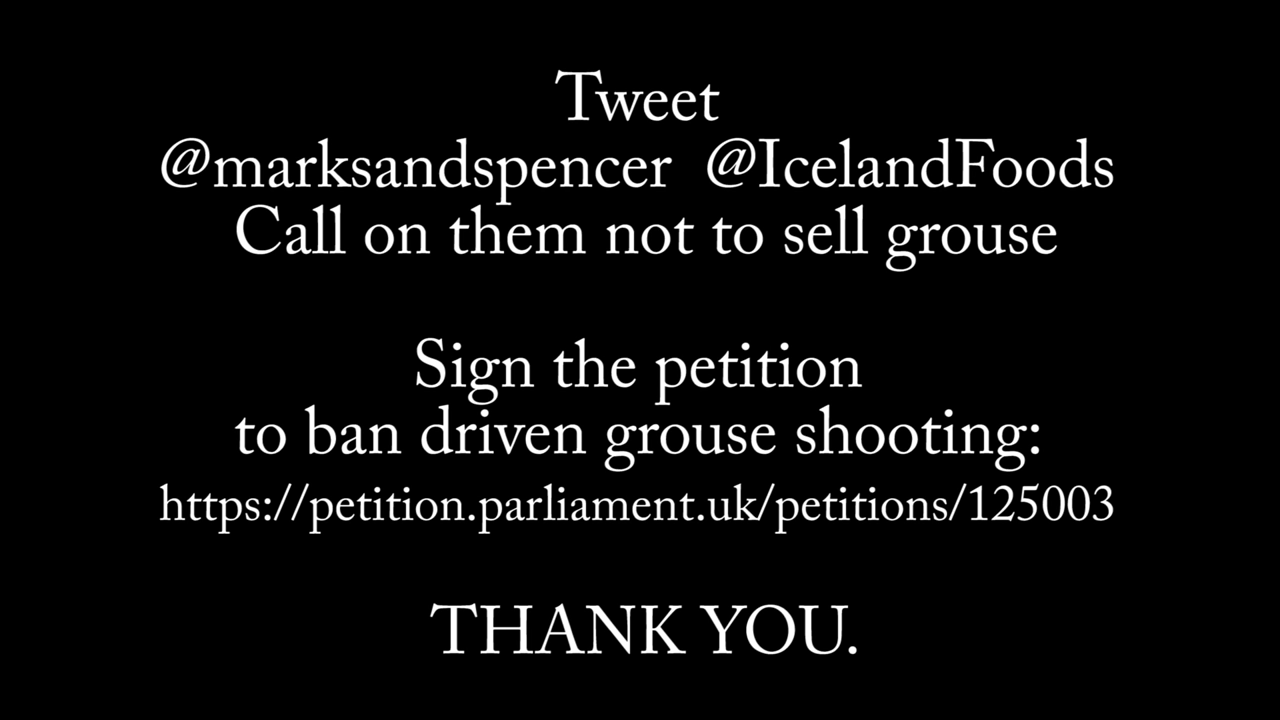 Tweet
@marksandspencer @IcelandFoods
Call on them not to sell grouse
Sign the petition
to ban driven grouse shooting:
https://petition.parliament.uk/petitions/125003
THANK YOU.